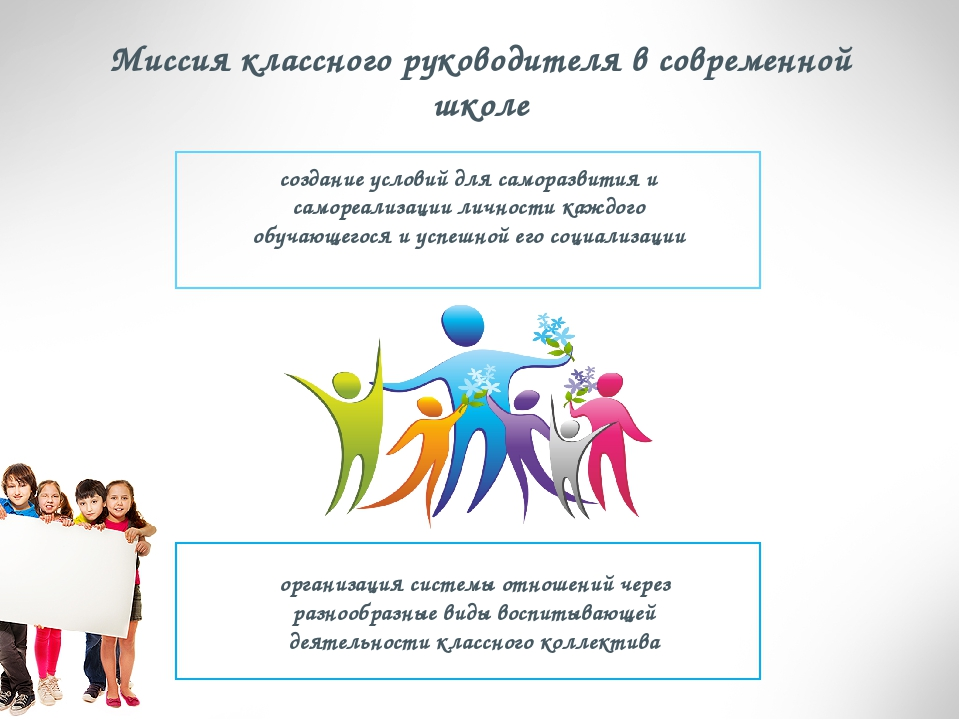 Миссия классного руководителя в современной
школе
создание условий для саморазвития и
самореализации личности каждого
обучающегося и успешной его социализации
организация системы отношений через
разнообразные виды воспитывающей
деятельности классного коллектива